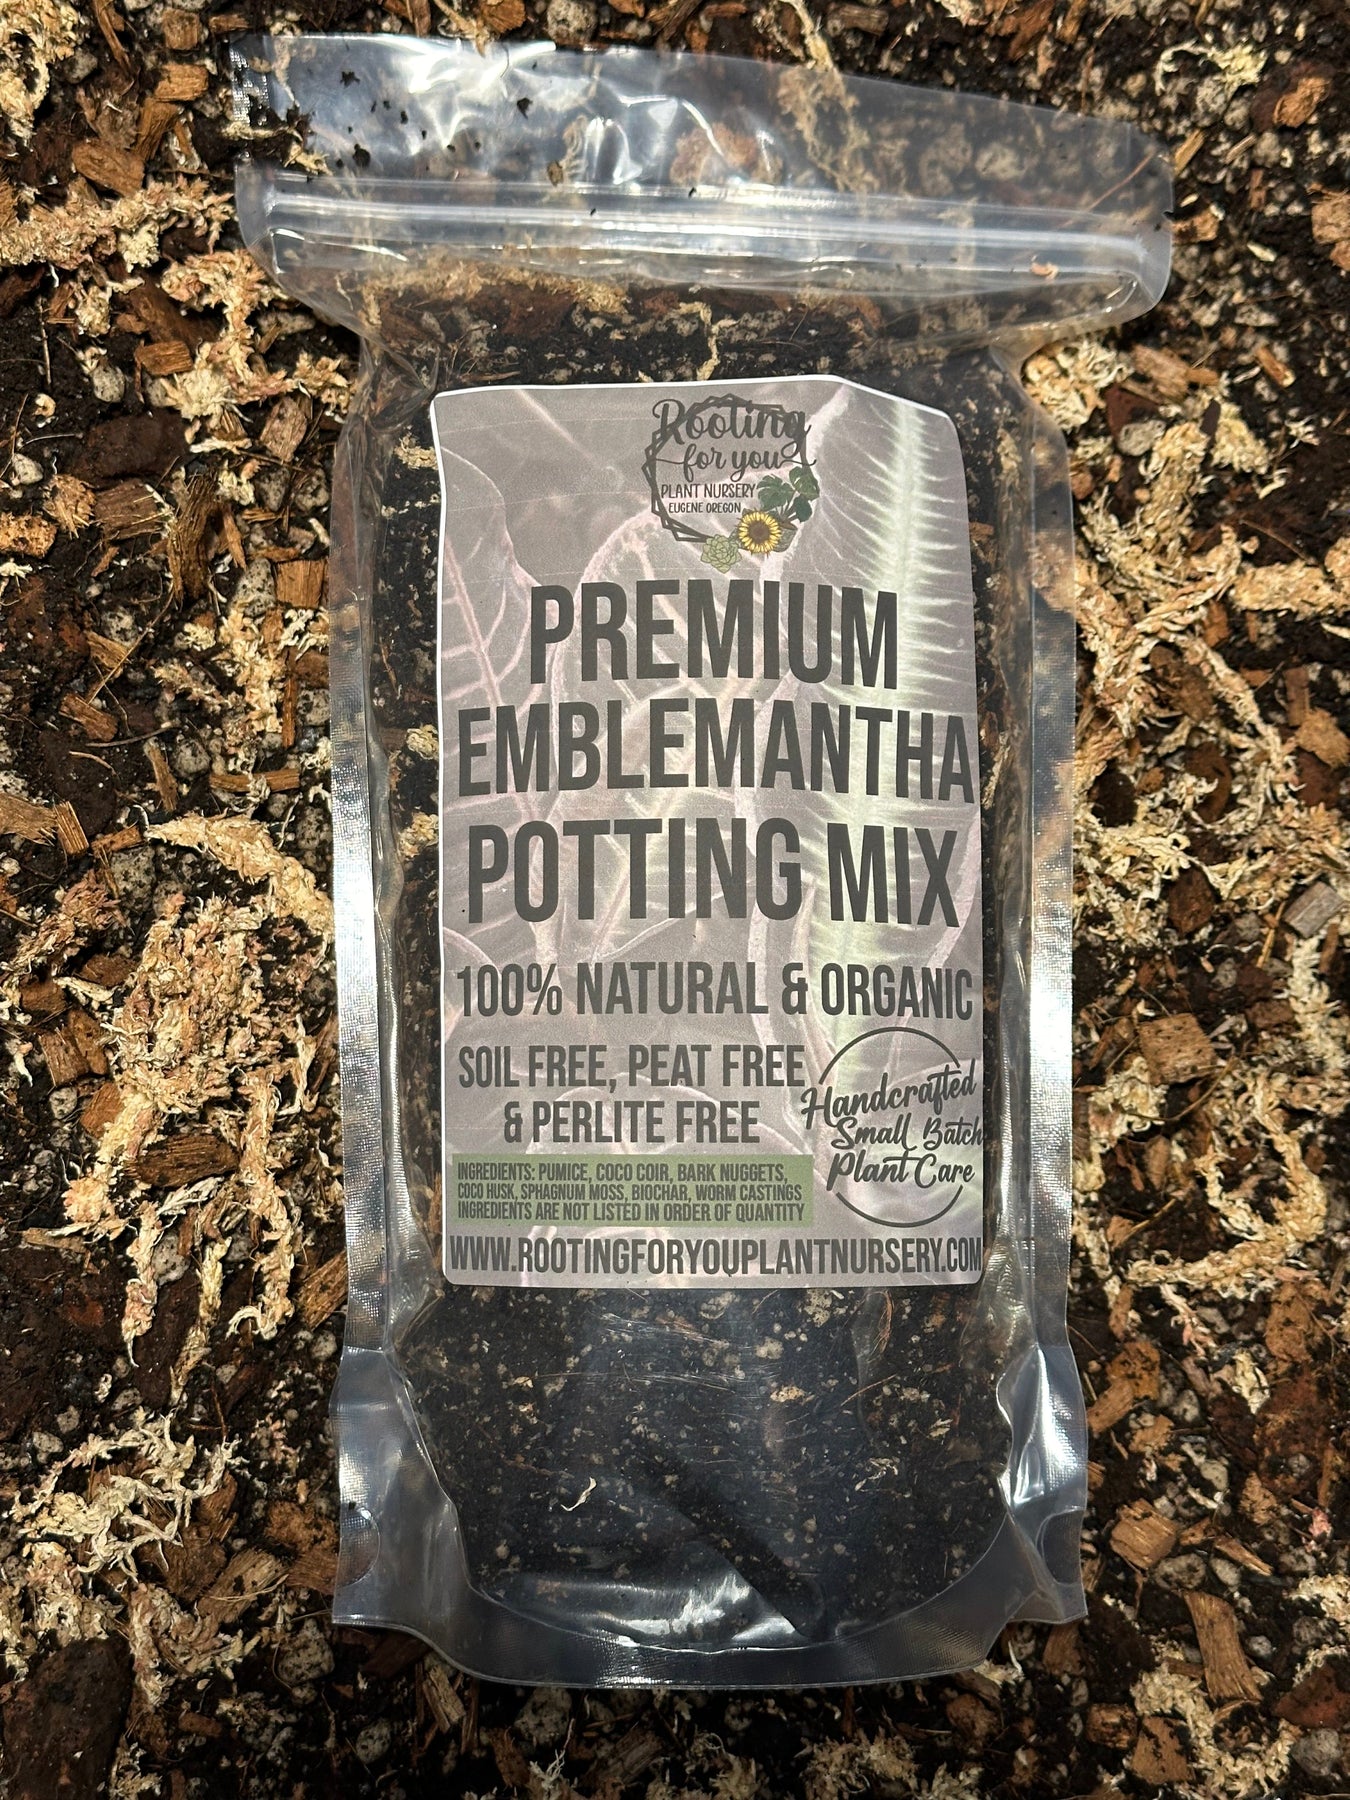 Rooting
for you
PLANT NURSERY
EUGENE OREGON
PREMIUM
EMBLEMANTHA
POTTING MIX
100% NATURAL & ORGANIC
SOIL FREE, PEAT FREE
& PERLITE FREE
Handcrafted
Small Batch
Plant Care
INGREDIENTS: PUMICE, COCO COIR, BARK NUGGETS,
COCO HUSK, SPHAGNUM MOSS, BIOCHAR, WORM CASTINGS
INGREDIENTS ARE NOT LISTED IN ORDER OF QUANTITY
WWW.ROOTINGFORYOUPLANTNURSERY.COM